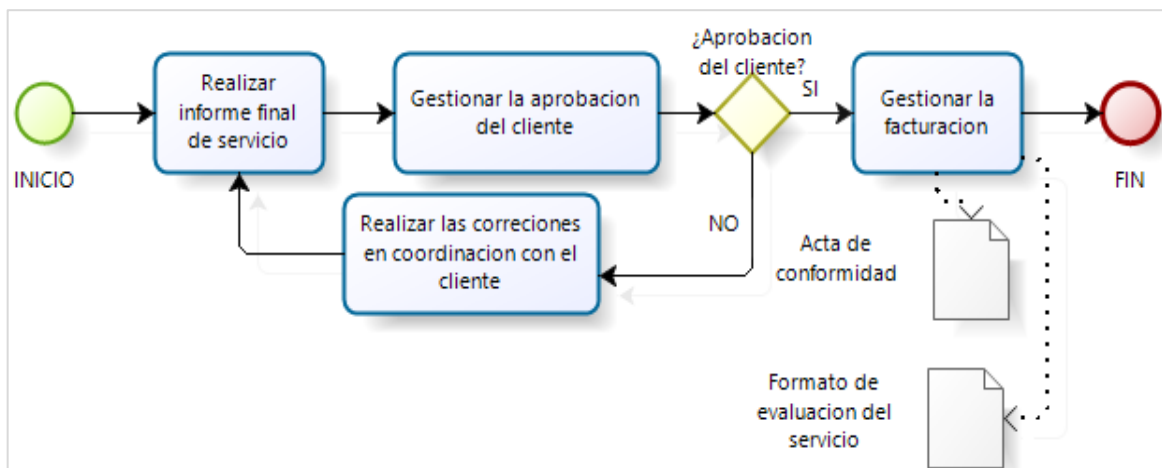 INICIO
Realizar
informe final
de servicio
Gestionar la aprobacion
del cliente
¿Aprobacion
del cliente?
SI
NO
Gestionar la
facturacion
FIN
Realizar las correciones
en coordinacion con el
cliente
Acta de
conformidad
Formato de
evaluacion del
servicio